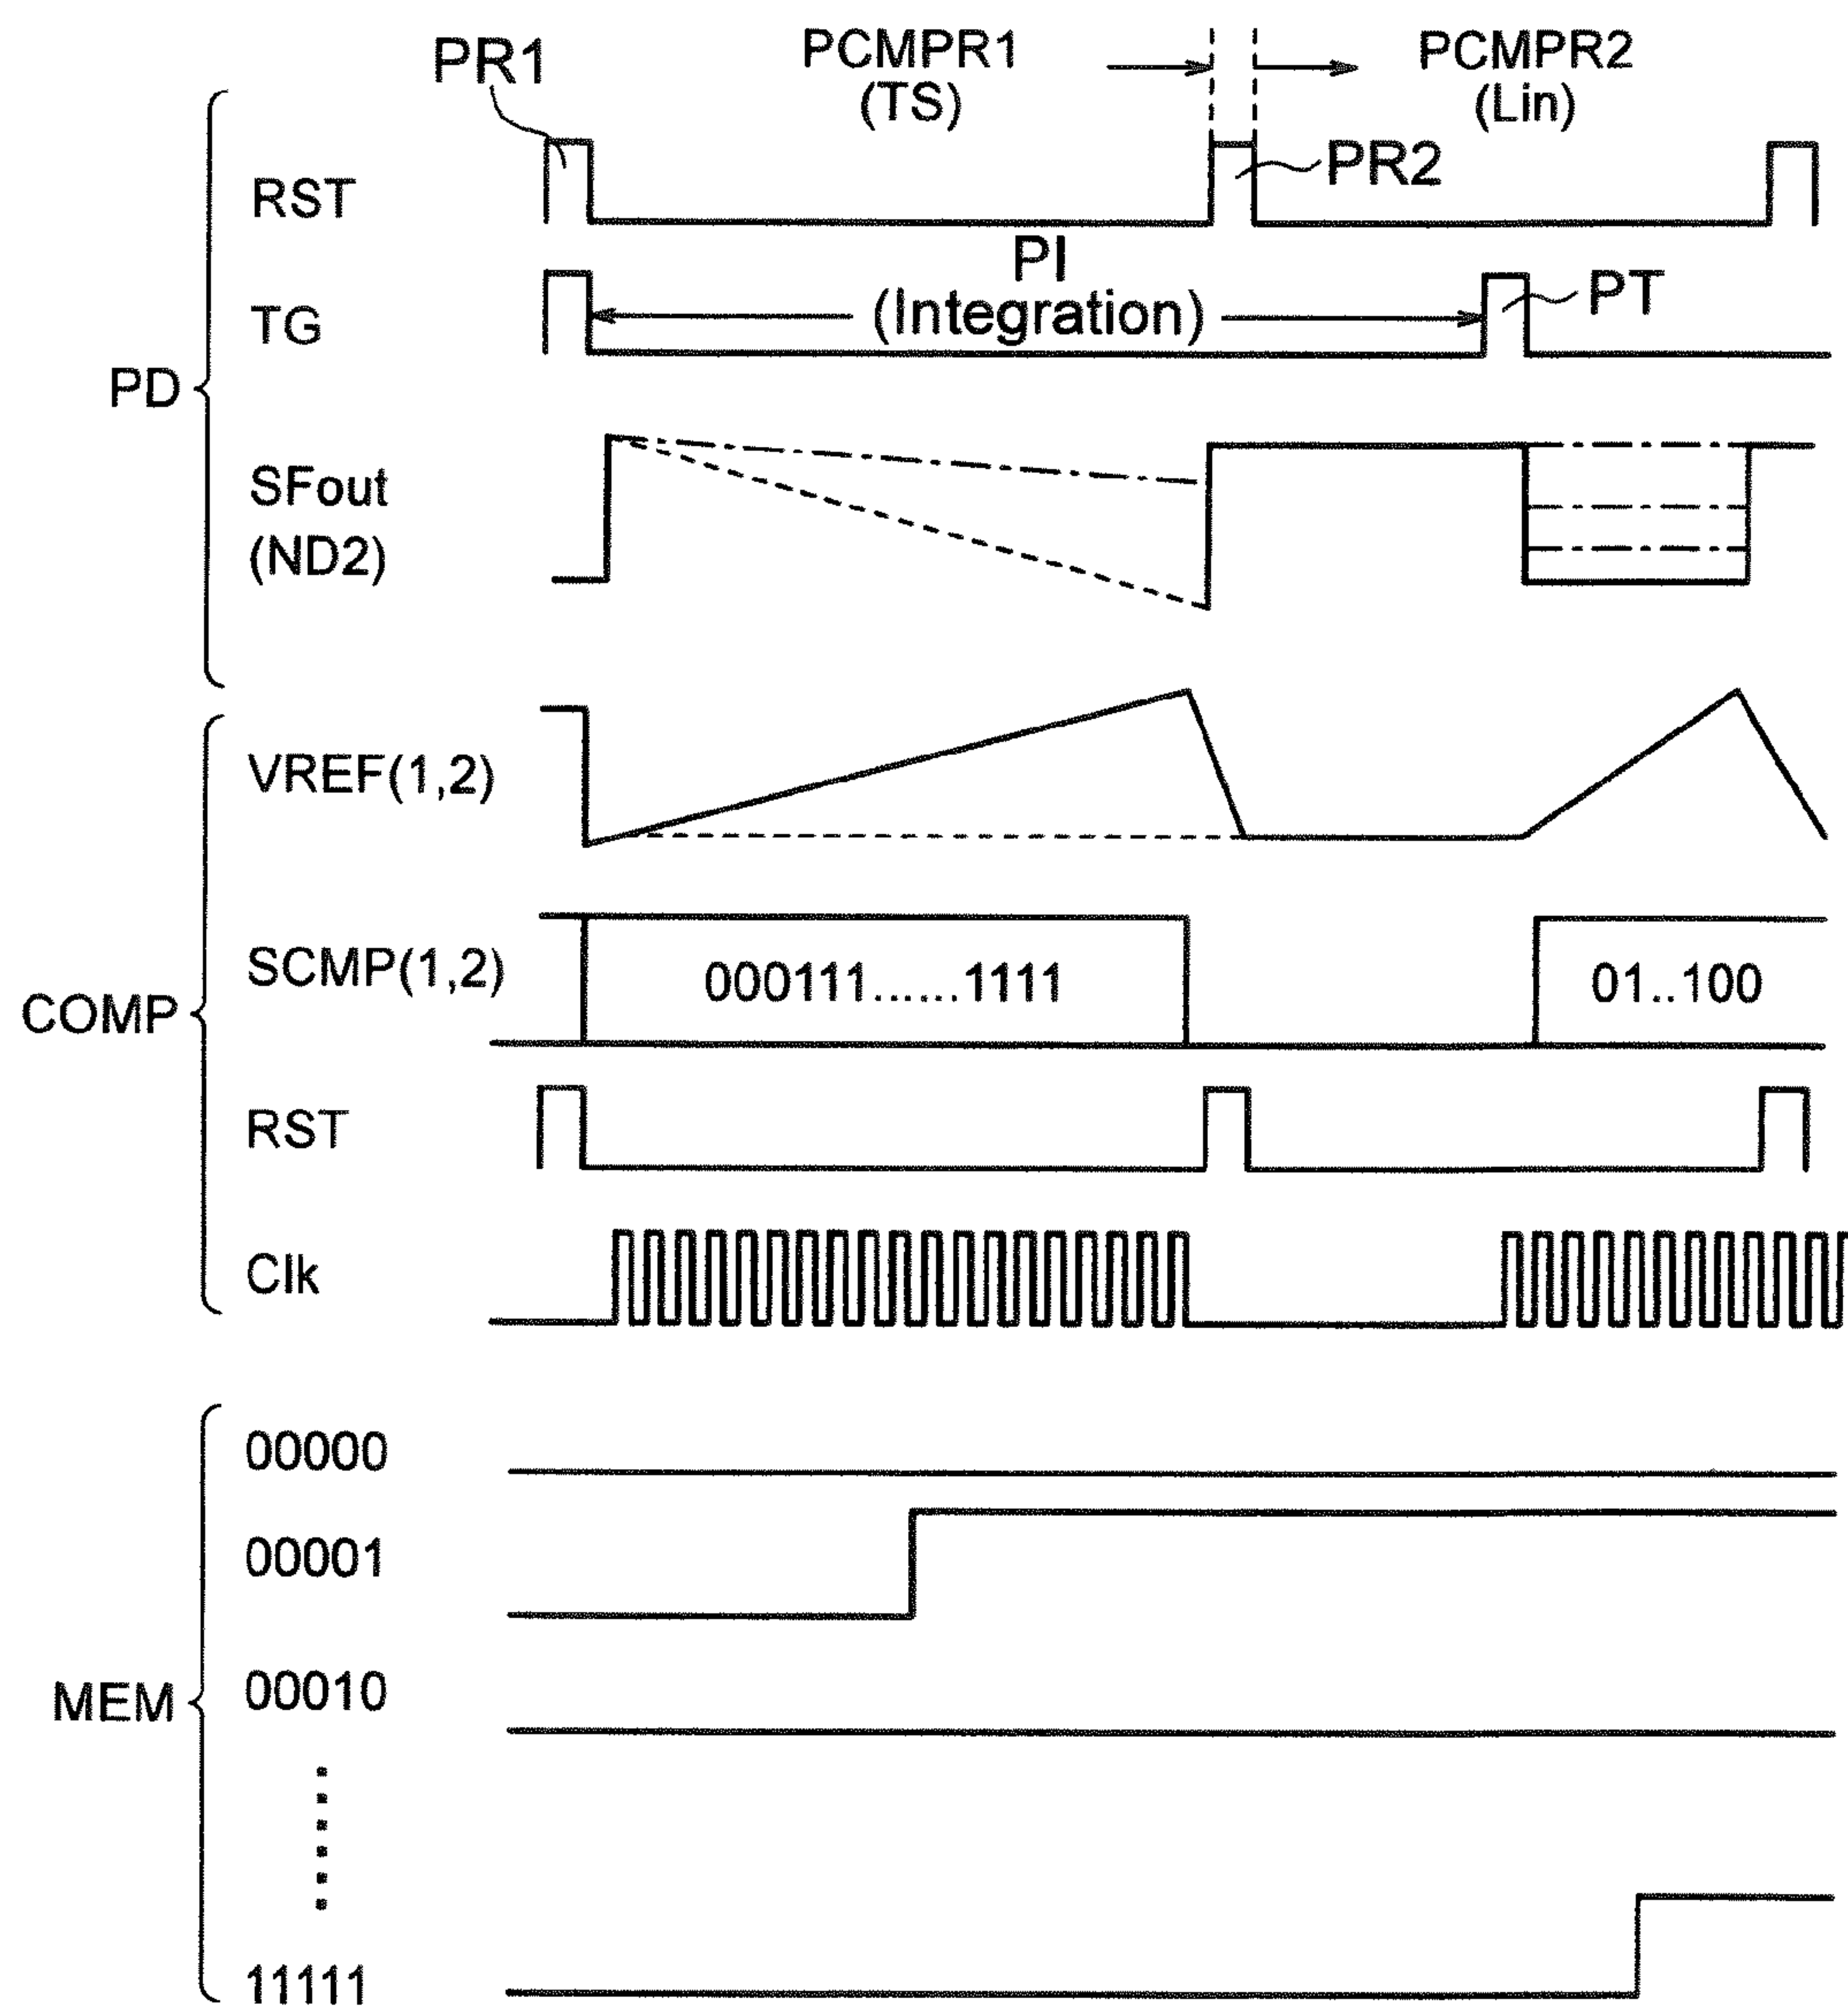 PR1
PCMPR1
(TS)
PCMPR2
(Lin)
RST
PR2
PI
(Integration)
TG
PT
PD
SFout
(ND2)
VREF(1,2)
SCMP(1,2)
000111......1111
01..100
COMP
RST
Clk
00000
00001
MEM
00010
11111